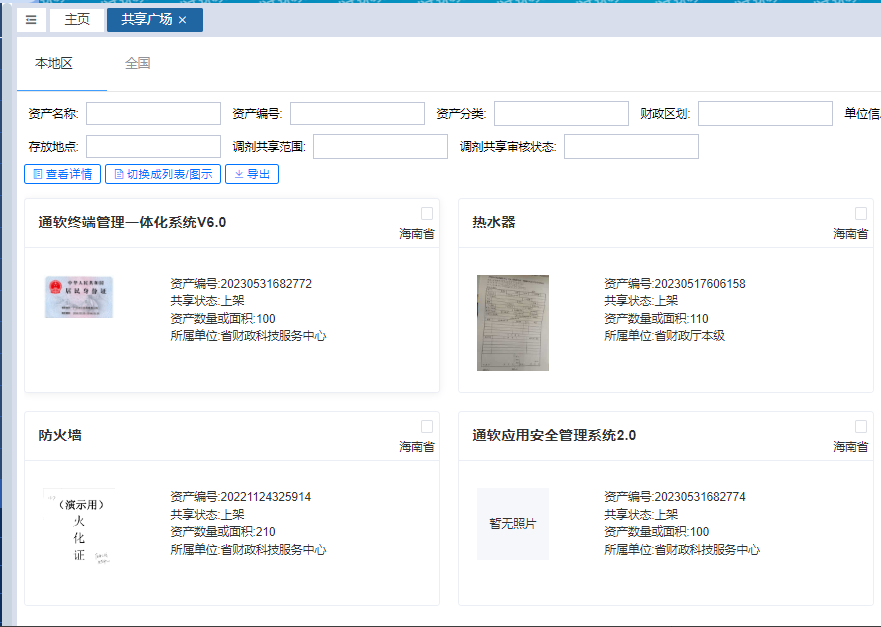 主页
共享广场 ×
本地区
全国
资产名称:
资产编号:
资产分类:
财政区划:
单位信
存放地点:
调剂共享范围:
调剂共享审核状态:
查看详情
切换成列表/图示
导出
通软终端管理一体化系统V6.0
海南省
中华人民共和国
居民身份证
资产编号:20230531682772
共享状态:上架
资产数量或面积:100
所属单位:省财政科技服务中心
热水器
海南省
资产编号:20230517606158
共享状态:上架
资产数量或面积:110
所属单位:省财政厅本级
防火墙
海南省
（演示用）
火
化
证
资产编号:20221124325914
共享状态:上架
资产数量或面积:210
所属单位:省财政科技服务中心
通软应用安全管理系统2.0
海南省
暂无照片
资产编号:20230531682774
共享状态:上架
资产数量或面积:100
所属单位:省财政科技服务中心